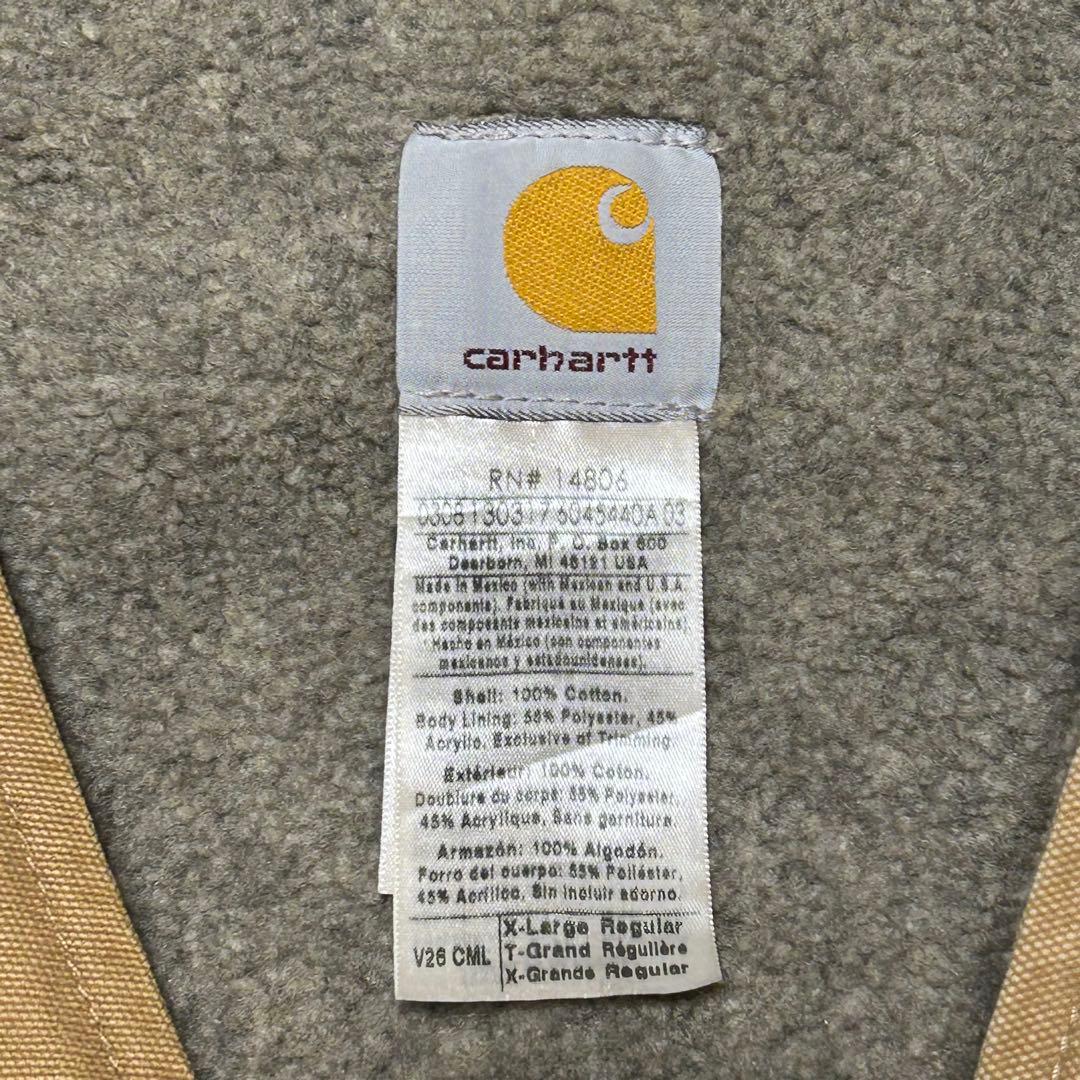 carhartt
RN# 14806
0306130317 6045440A 03
Carhartt, Inc. P. O. Box 600
Dearborn, MI 48121 USA
Made in Mexico (with Mexican and U.S.A.
components). Fabriqué au Mexique (avec
des composants mexicains et américains)
Hecho en México (con componentes
mexicanos y estadounidenses).
Shell: 100% Cotton.
Body Lining: 55% Polyester, 45%
Acrylic, Exclusive of Trimming.
Extérieur: 100% Coton.
Doublure du corps: 55% Polyester,
45% Acrylique, Sans garniture.
Armazón: 100% Algodón.
Forro del cuerpo: 55% Poliéster,
45% Acrílico, Sin incluir adorno.
V26 CML
X-Large Regular
T-Grand Régulière
X-Grande Regular